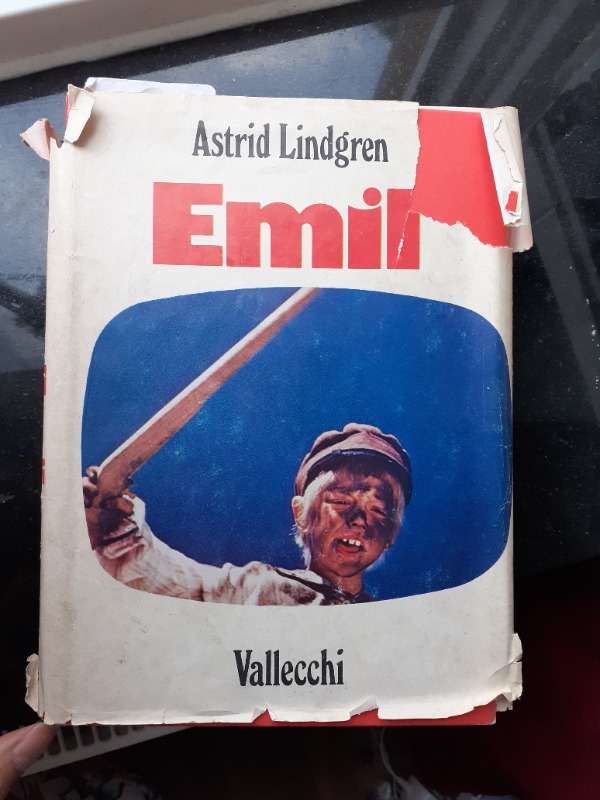 Astrid Lindgren
Emil
Vallecchi